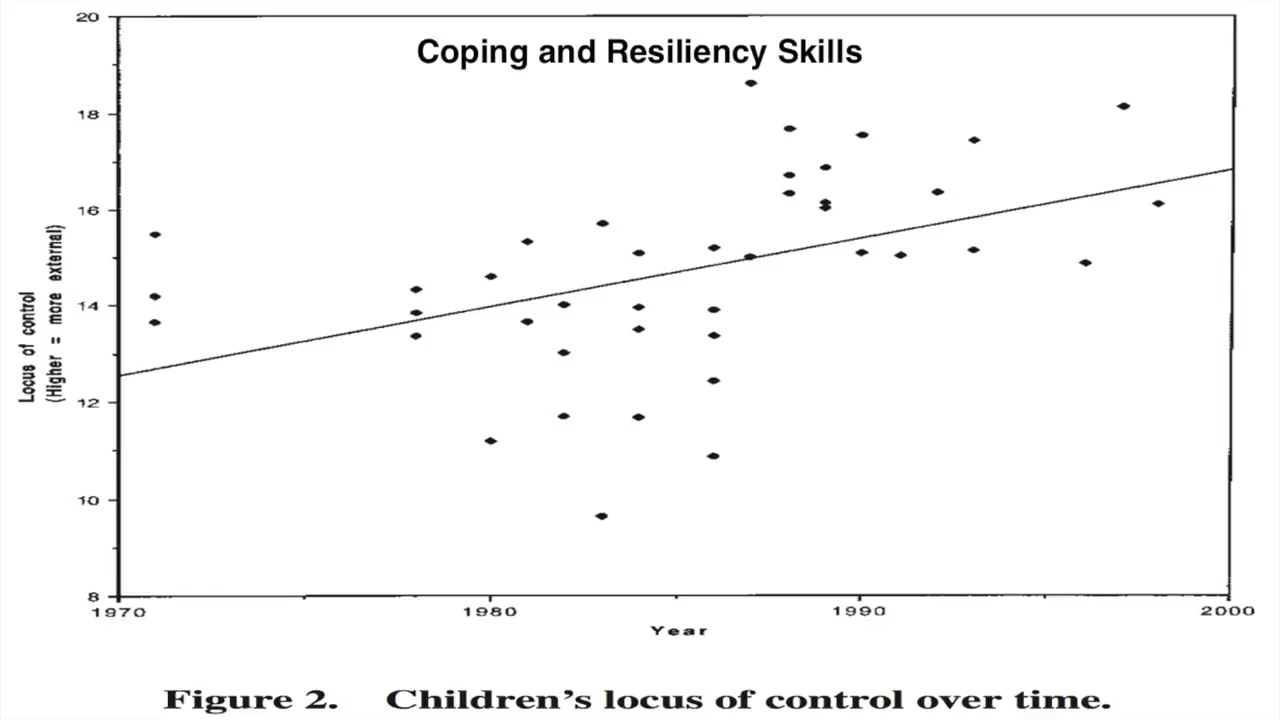 Coping and Resiliency Skills
20
18
16
14
12
10
8
Locus of control
(Higher = more external)
1970
1980
1990
2000
Year
Figure 2. Children's locus of control over time.